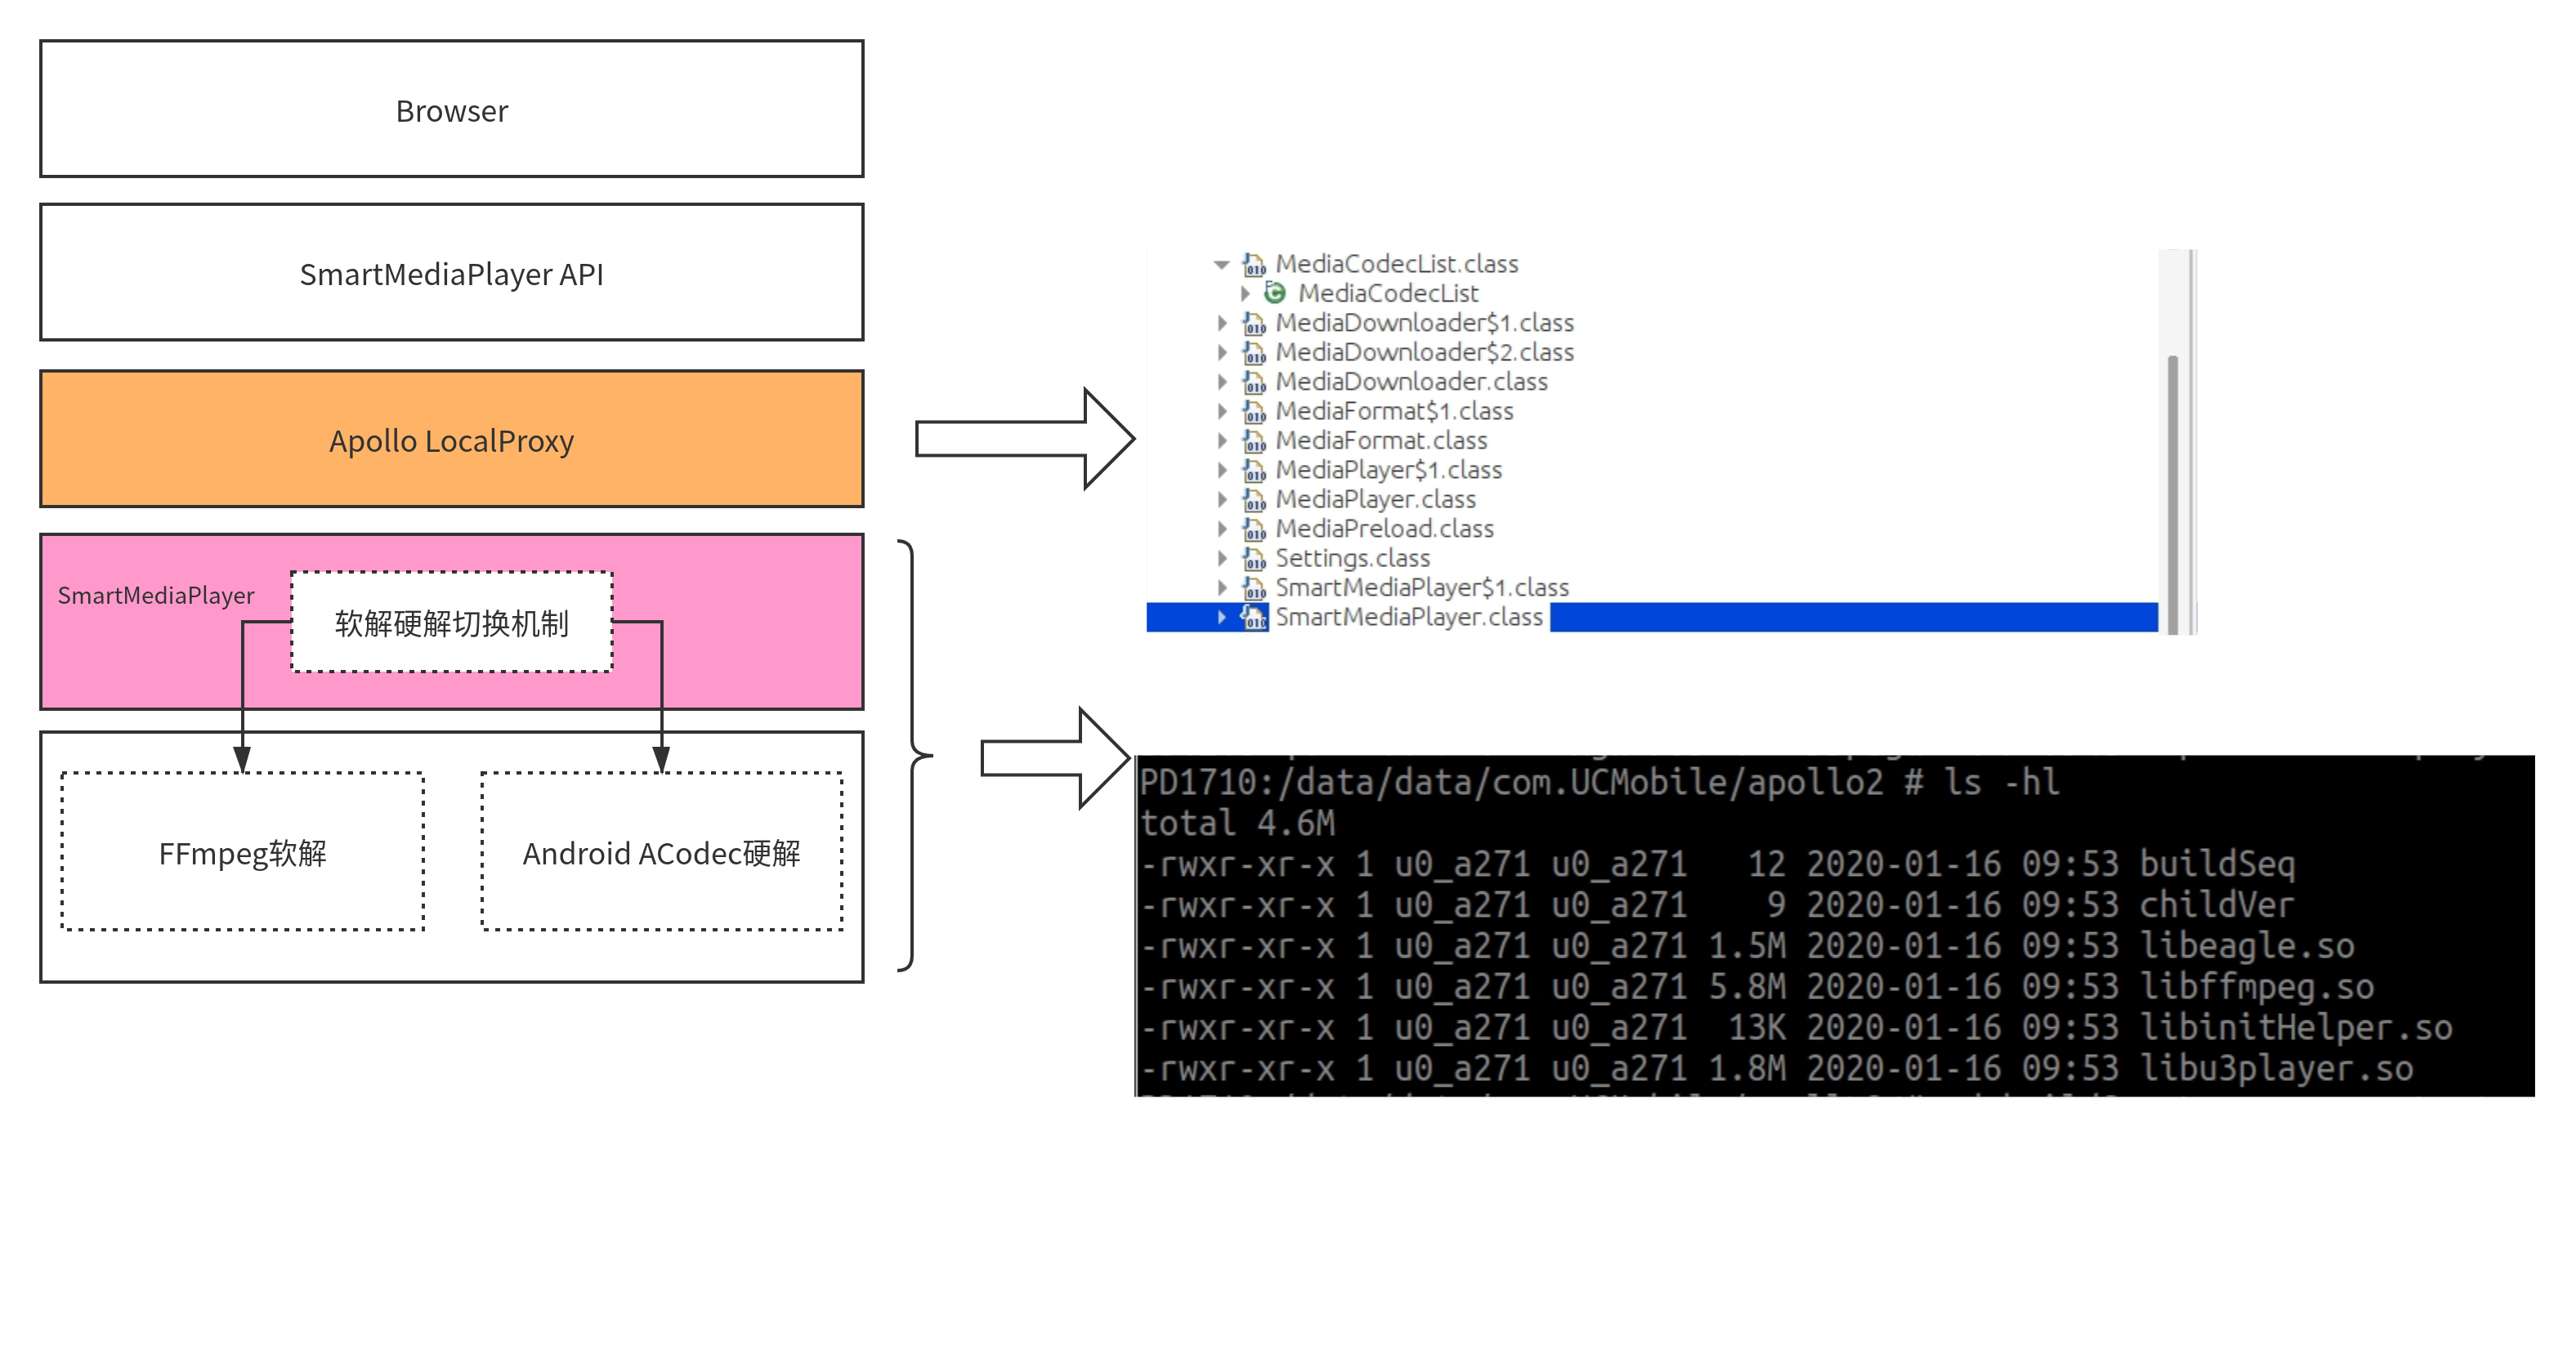 Browser
SmartMediaPlayer API
Apollo LocalProxy
SmartMediaPlayer
软解硬解切换机制
FFmpeg软解
Android ACodec硬解
MediaCodecList.class
MediaCodecList
MediaDownloader$1.class
MediaDownloader$2.class
MediaDownloader.class
MediaFormat$1.class
MediaFormat.class
MediaPlayer$1.class
MediaPlayer.class
MediaPreload.class
Settings.class
SmartMediaPlayer$1.class
SmartMediaPlayer.class
PD1710:/data/data/com.UCMobile/apollo2 # ls -hl
total 4.6M
-rwxr-xr-x 1 u0_a271 u0_a271   12 2020-01-16 09:53 buildSeq
-rwxr-xr-x 1 u0_a271 u0_a271    9 2020-01-16 09:53 childVer
-rwxr-xr-x 1 u0_a271 u0_a271 1.5M 2020-01-16 09:53 libeagle.so
-rwxr-xr-x 1 u0_a271 u0_a271 5.8M 2020-01-16 09:53 libffmpeg.so
-rwxr-xr-x 1 u0_a271 u0_a271  13K 2020-01-16 09:53 libinitHelper.so
-rwxr-xr-x 1 u0_a271 u0_a271 1.8M 2020-01-16 09:53 libu3player.so